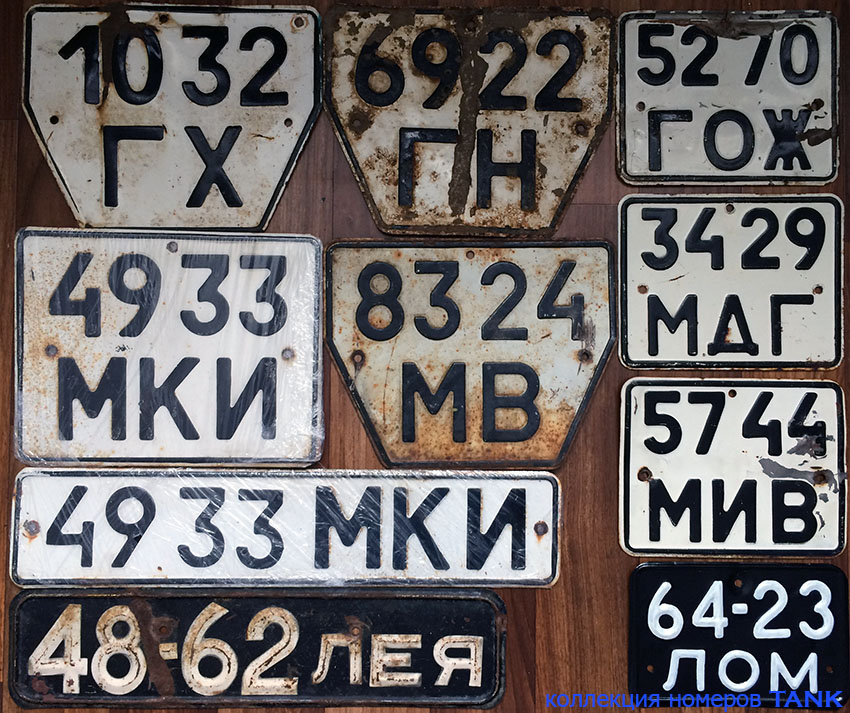 10 32
ГХ
69 22
ГН
52 70
ГОЖ
49 33
МКИ
83 24
МВ
34 29
МДГ
57 44
МИВ
49 33 МКИ
48-62 ЛЕЯ
64-23
ЛОМ
коллекция номеров TANK